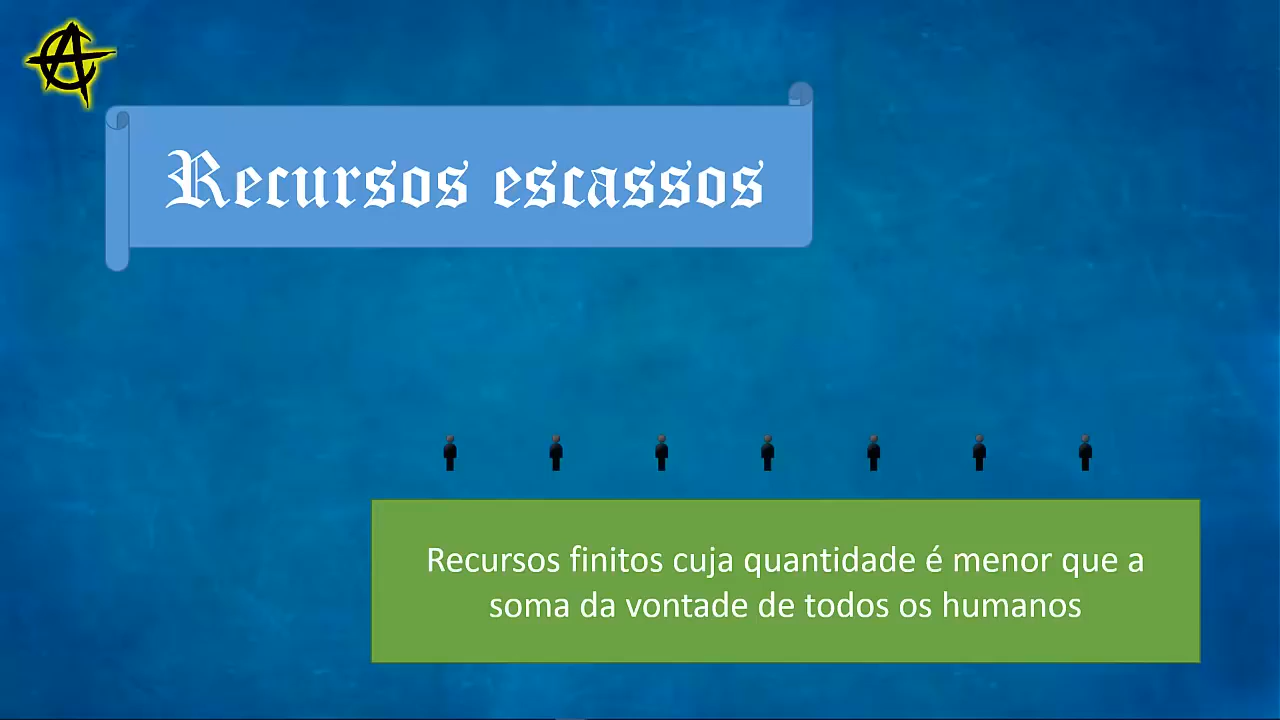 Recursos escassos
Recursos finitos cuja quantidade é menor que a
soma da vontade de todos os humanos